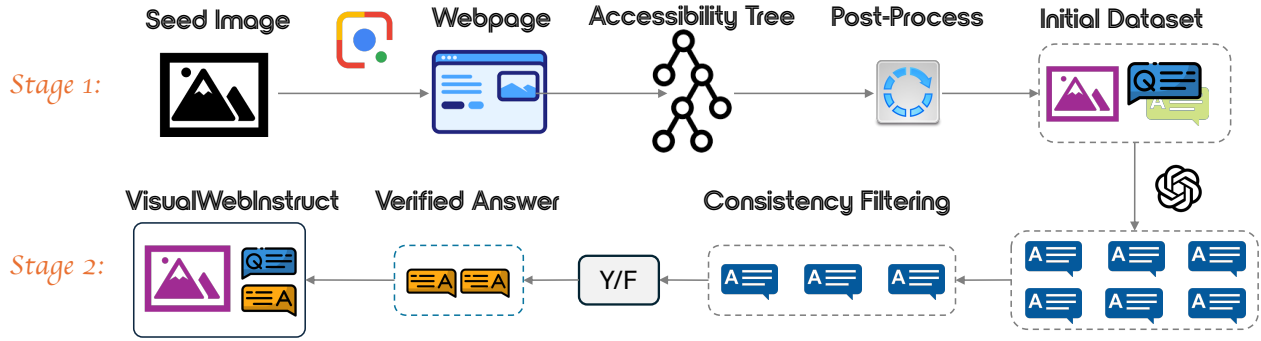 Seed Image
Webpage
Accessibility Tree
Post-Process
Initial Dataset
Stage 1:
Q
A
VisualWebInstruct
Verified Answer
Consistency Filtering
Stage 2:
Q
A
A A
Y/F
A A A
A A A
A A A